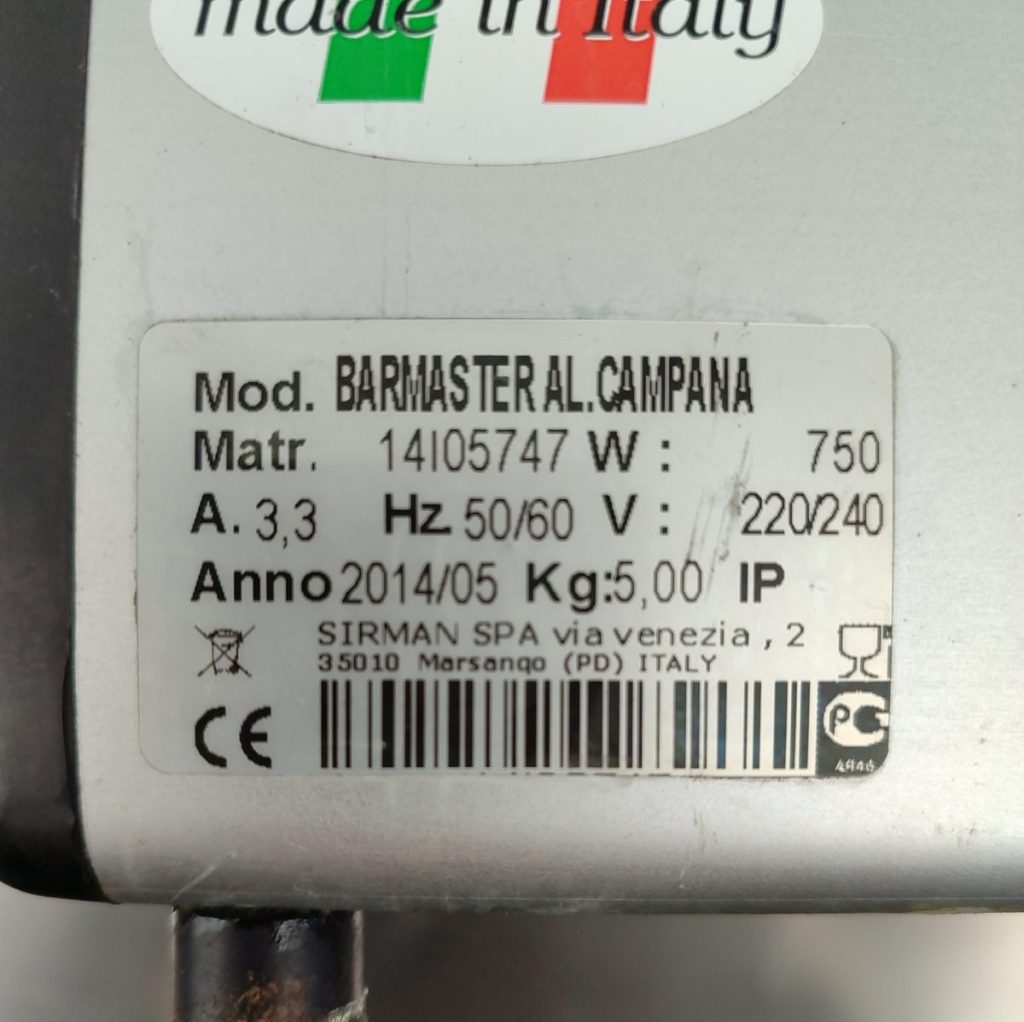 made in Italy
Mod. BARMASTER AL.CAMPANA
Matr. 14I05747 W : 750
A. 3,3 Hz. 50/60 V : 220/240
Anno 2014/05 Kg:5,00 IP
SIRMAN SPA via venezia , 2
35010 Marsango (PD) ITALY
CE